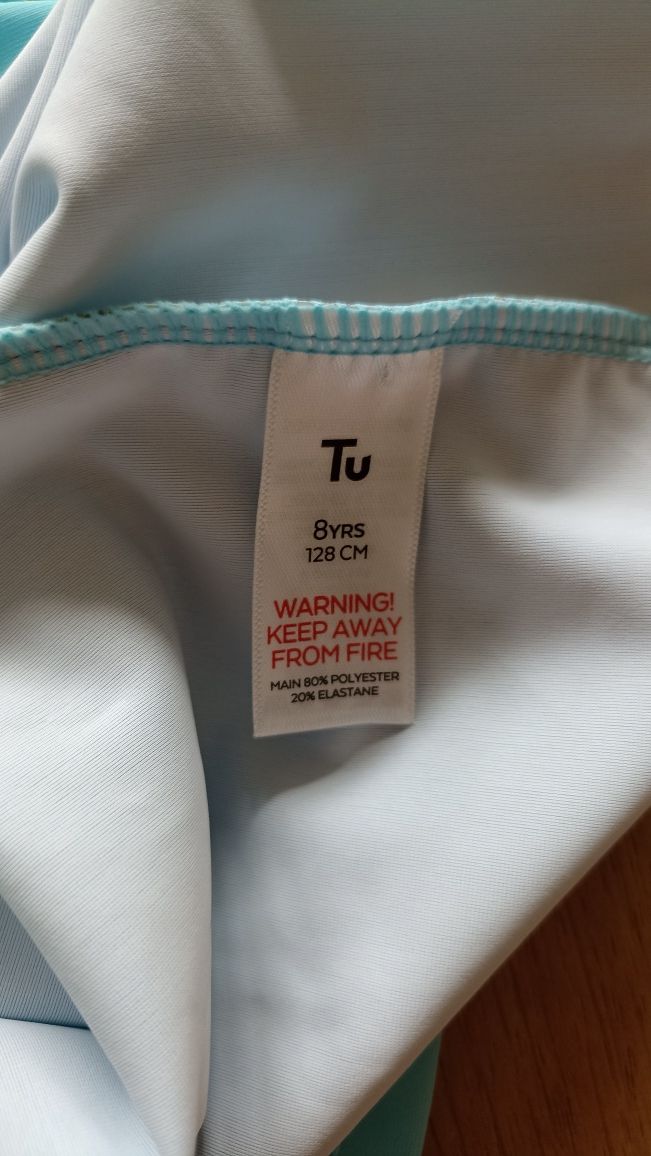 Tu
8YRS
128 CM
WARNING!
KEEP AWAY
FROM FIRE
MAIN 80% POLYESTER
20% ELASTANE